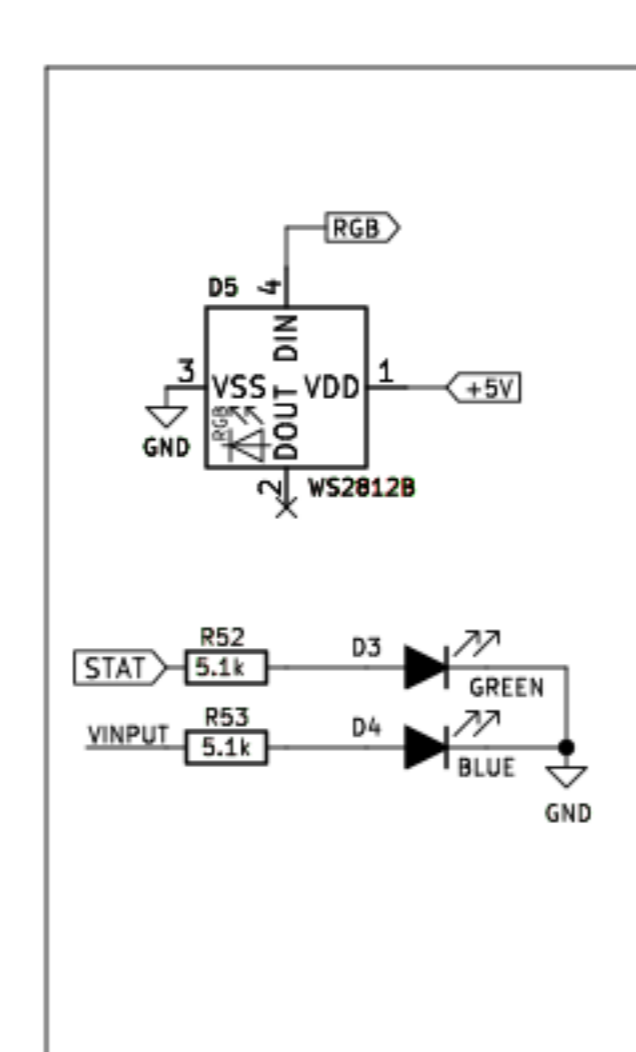 RGB
D5
4
DIN
3
VSS
VDD
1
+5V
GND
RGB
DOUT
2
WS2812B
R52
STAT
5.1k
D3
GREEN
R53
VINPUT
5.1k
D4
BLUE
GND